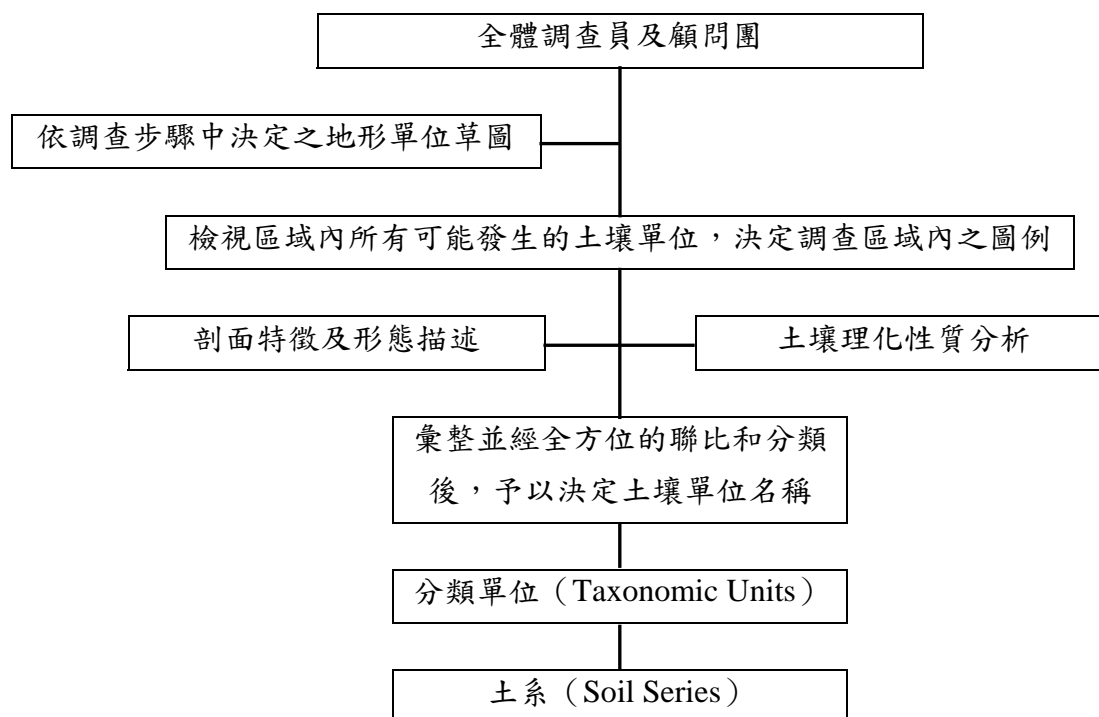 全體調查員及顧問團
依調查步驟中決定之地形單位草圖
檢視區域內所有可能發生的土壤單位，決定調查區域內之圖例
剖面特徵及形態描述
土壤理化性質分析
彙整並經全方位的聯比和分類
後，予以決定土壤單位名稱
分類單位（Taxonomic Units）
土系（Soil Series）